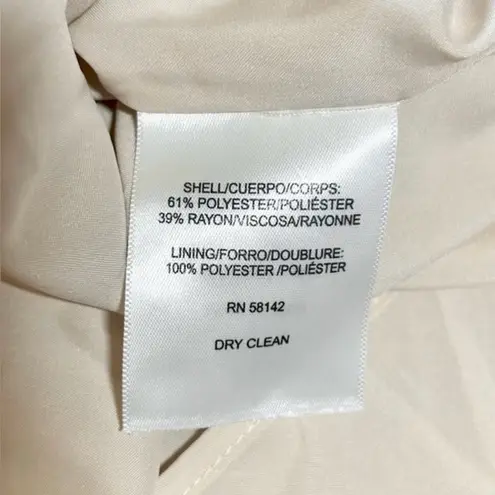 SHELL/CUERPO/CORPS:
61% POLYESTER/POLIÉSTER
39% RAYON/VISCOSA/RAYONNE
LINING/FORRO/DOUBLURE:
100% POLYESTER /POLIÉSTER
RN 58142
DRY CLEAN